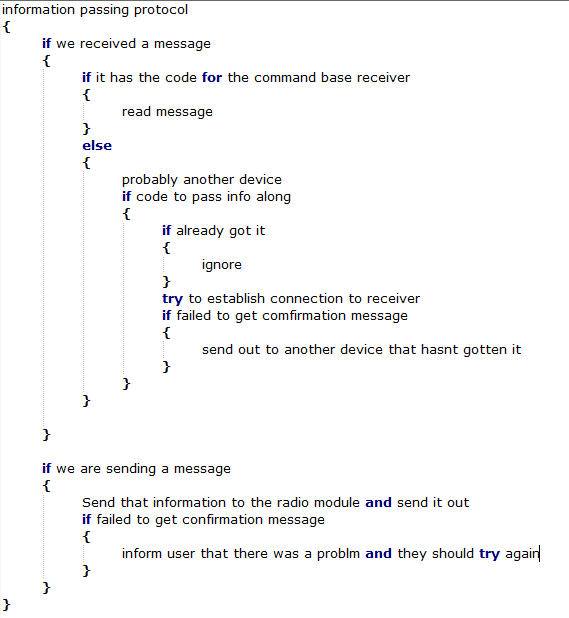 information passing protocol
{
if we received a message
{
if it has the code for the command base receiver
{
read message
}
else
{
probably another device
if code to pass info along
{
if already got it
{
ignore
}
try to establish connection to receiver
if failed to get comfirmation message
{
send out to another device that hasnt gotten it
}
}
}
}
if we are sending a message
{
Send that information to the radio module and send it out
if failed to get confirmation message
{
inform user that there was a problm and they should try again
}
}
}